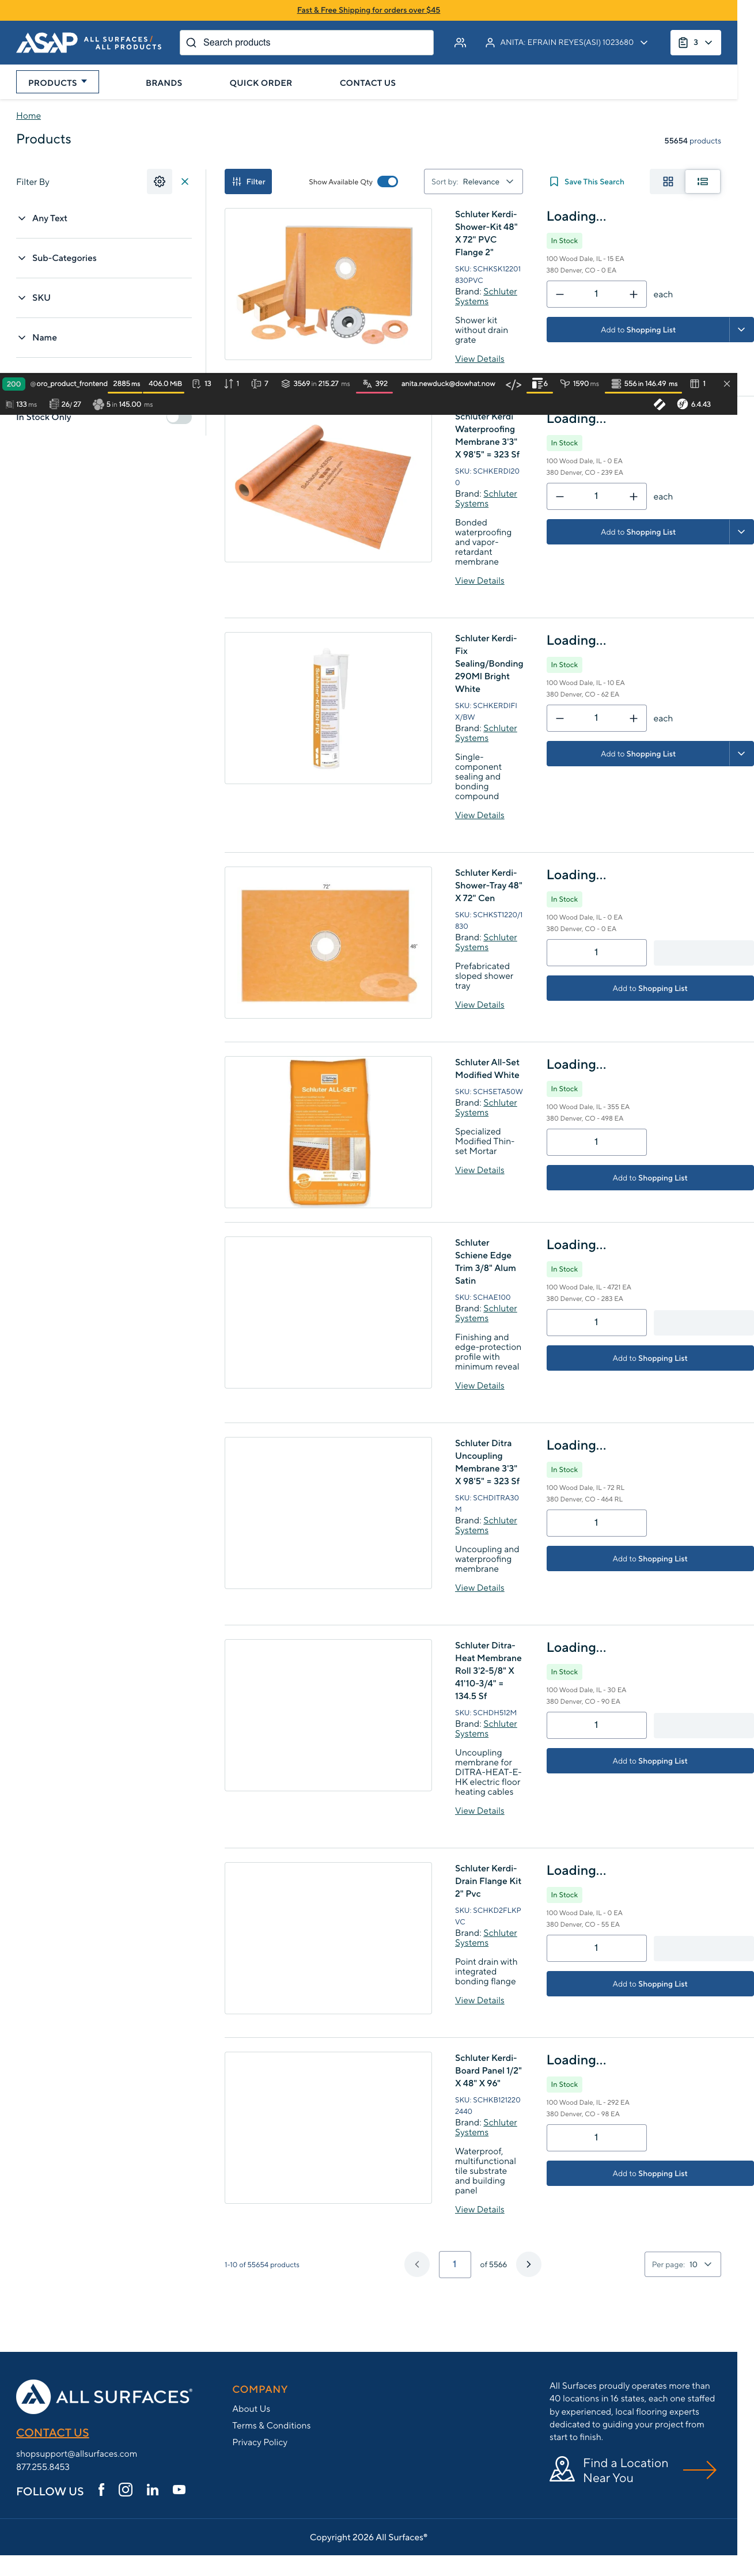 Fast & Free Shipping for orders over $45
ASAP ALL SURFACES / ALL PRODUCTS
Search products
ANITA: EFRAIN REYES(ASI) 1023680
3
PRODUCTS
BRANDS
QUICK ORDER
CONTACT US
Home
Products
55654 products
Filter By
Filter
Show Available Qty
Sort by: Relevance
Save This Search
Any Text
Sub-Categories
SKU
Name
In Stock Only
Schluter Kerdi-
Shower-Kit 48"
X 72" PVC
Flange 2"
SKU: SCHKSK12201
830PVC
Brand: Schluter
Systems
Shower kit
without drain
grate
View Details
Loading...
In Stock
100 Wood Dale, IL - 15 EA
380 Denver, CO - 0 EA
1
each
Add to Shopping List
200 @oro_product_frontend 2885 ms 406.0 MiB 13 1 7 3569 in 215.27 ms 392 anita.newduck@dowhat.now 6 1590 ms 556 in 146.49 ms 1
133 ms 26 / 27 5 in 145.00 ms 6.4.43
Schluter Kerdi
Waterproofing
Membrane 3'3"
X 98'5" = 323 Sf
SKU: SCHKERDI20
0
Brand: Schluter
Systems
Bonded
waterproofing
and vapor-
retardant
membrane
View Details
Loading...
In Stock
100 Wood Dale, IL - 0 EA
380 Denver, CO - 239 EA
1
each
Add to Shopping List
Schluter Kerdi-
Fix
Sealing/Bonding
290Ml Bright
White
SKU: SCHKERDIFI
X/BW
Brand: Schluter
Systems
Single-
component
sealing and
bonding
compound
View Details
Loading...
In Stock
100 Wood Dale, IL - 10 EA
380 Denver, CO - 62 EA
1
each
Add to Shopping List
72"
48"
Schluter Kerdi-
Shower-Tray 48"
X 72" Cen
SKU: SCHKST1220/1
830
Brand: Schluter
Systems
Prefabricated
sloped shower
tray
View Details
Loading...
In Stock
100 Wood Dale, IL - 0 EA
380 Denver, CO - 0 EA
1
Add to Shopping List
Schluter ALL-SET
Schluter All-Set
Modified White
SKU: SCHSETA50W
Brand: Schluter
Systems
Specialized
Modified Thin-
set Mortar
View Details
Loading...
In Stock
100 Wood Dale, IL - 355 EA
380 Denver, CO - 498 EA
1
Add to Shopping List
Schluter
Schiene Edge
Trim 3/8" Alum
Satin
SKU: SCHAE100
Brand: Schluter
Systems
Finishing and
edge-protection
profile with
minimum reveal
View Details
Loading...
In Stock
100 Wood Dale, IL - 4721 EA
380 Denver, CO - 283 EA
1
Add to Shopping List
Schluter Ditra
Uncoupling
Membrane 3'3"
X 98'5" = 323 Sf
SKU: SCHDITRA30
M
Brand: Schluter
Systems
Uncoupling and
waterproofing
membrane
View Details
Loading...
In Stock
100 Wood Dale, IL - 72 RL
380 Denver, CO - 464 RL
1
Add to Shopping List
Schluter Ditra-
Heat Membrane
Roll 3'2-5/8" X
41'10-3/4" =
134.5 Sf
SKU: SCHDH512M
Brand: Schluter
Systems
Uncoupling
membrane for
DITRA-HEAT-E-
HK electric floor
heating cables
View Details
Loading...
In Stock
100 Wood Dale, IL - 30 EA
380 Denver, CO - 90 EA
1
Add to Shopping List
Schluter Kerdi-
Drain Flange Kit
2" Pvc
SKU: SCHKD2FLKP
VC
Brand: Schluter
Systems
Point drain with
integrated
bonding flange
View Details
Loading...
In Stock
100 Wood Dale, IL - 0 EA
380 Denver, CO - 55 EA
1
Add to Shopping List
Schluter Kerdi-
Board Panel 1/2"
X 48" X 96"
SKU: SCHKB121220
2440
Brand: Schluter
Systems
Waterproof,
multifunctional
tile substrate
and building
panel
View Details
Loading...
In Stock
100 Wood Dale, IL - 292 EA
380 Denver, CO - 98 EA
1
Add to Shopping List
1-10 of 55654 products
1
of 5566
Per page: 10
ALL SURFACES®
CONTACT US
shopsupport@allsurfaces.com
877.255.8453
FOLLOW US
COMPANY
About Us
Terms & Conditions
Privacy Policy
All Surfaces proudly operates more than
40 locations in 16 states, each one staffed
by experienced, local flooring experts
dedicated to guiding your project from
start to finish.
Find a Location
Near You
Copyright 2026 All Surfaces®